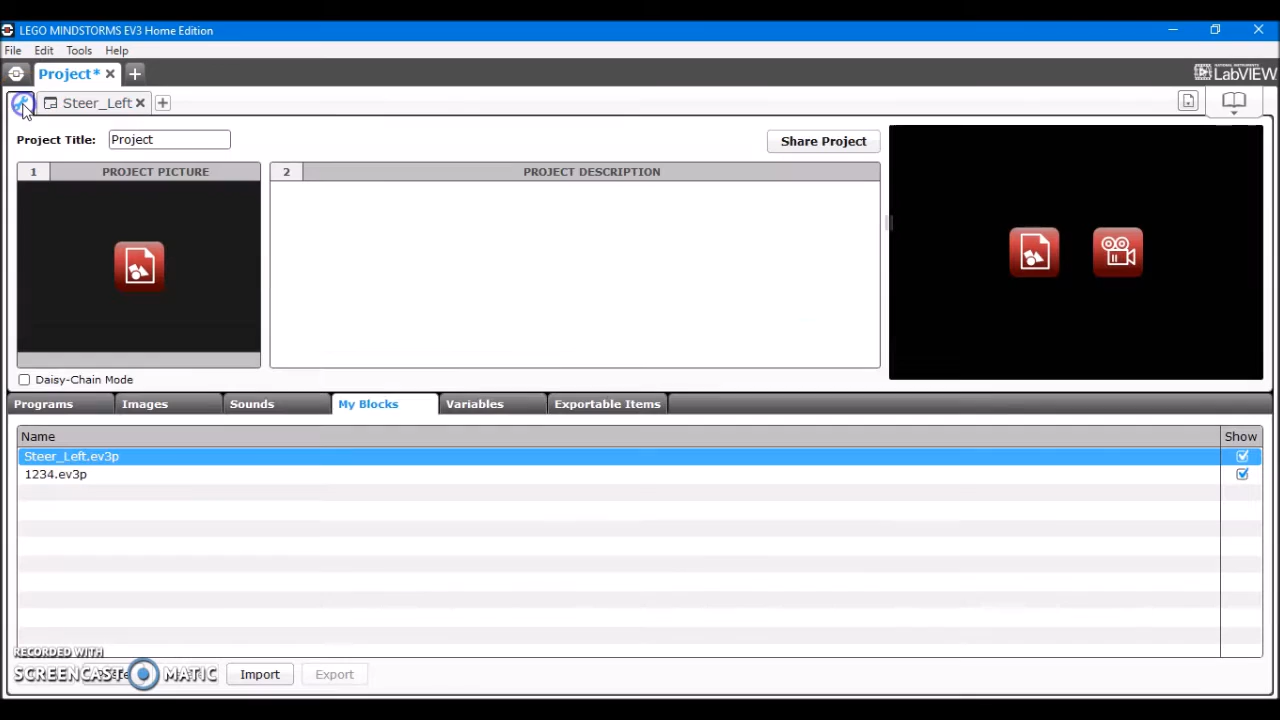 LEGO MINDSTORMS EV3 Home Edition
File Edit Tools Help
Project*
LabVIEW
Steer_Left
Project Title: Project
Share Project
1 PROJECT PICTURE
2 PROJECT DESCRIPTION
Daisy-Chain Mode
Programs Images Sounds My Blocks Variables Exportable Items
Name Show
Steer_Left.ev3p
1234.ev3p
RECORDED WITH
SCREENCAST MATIC
Import Export